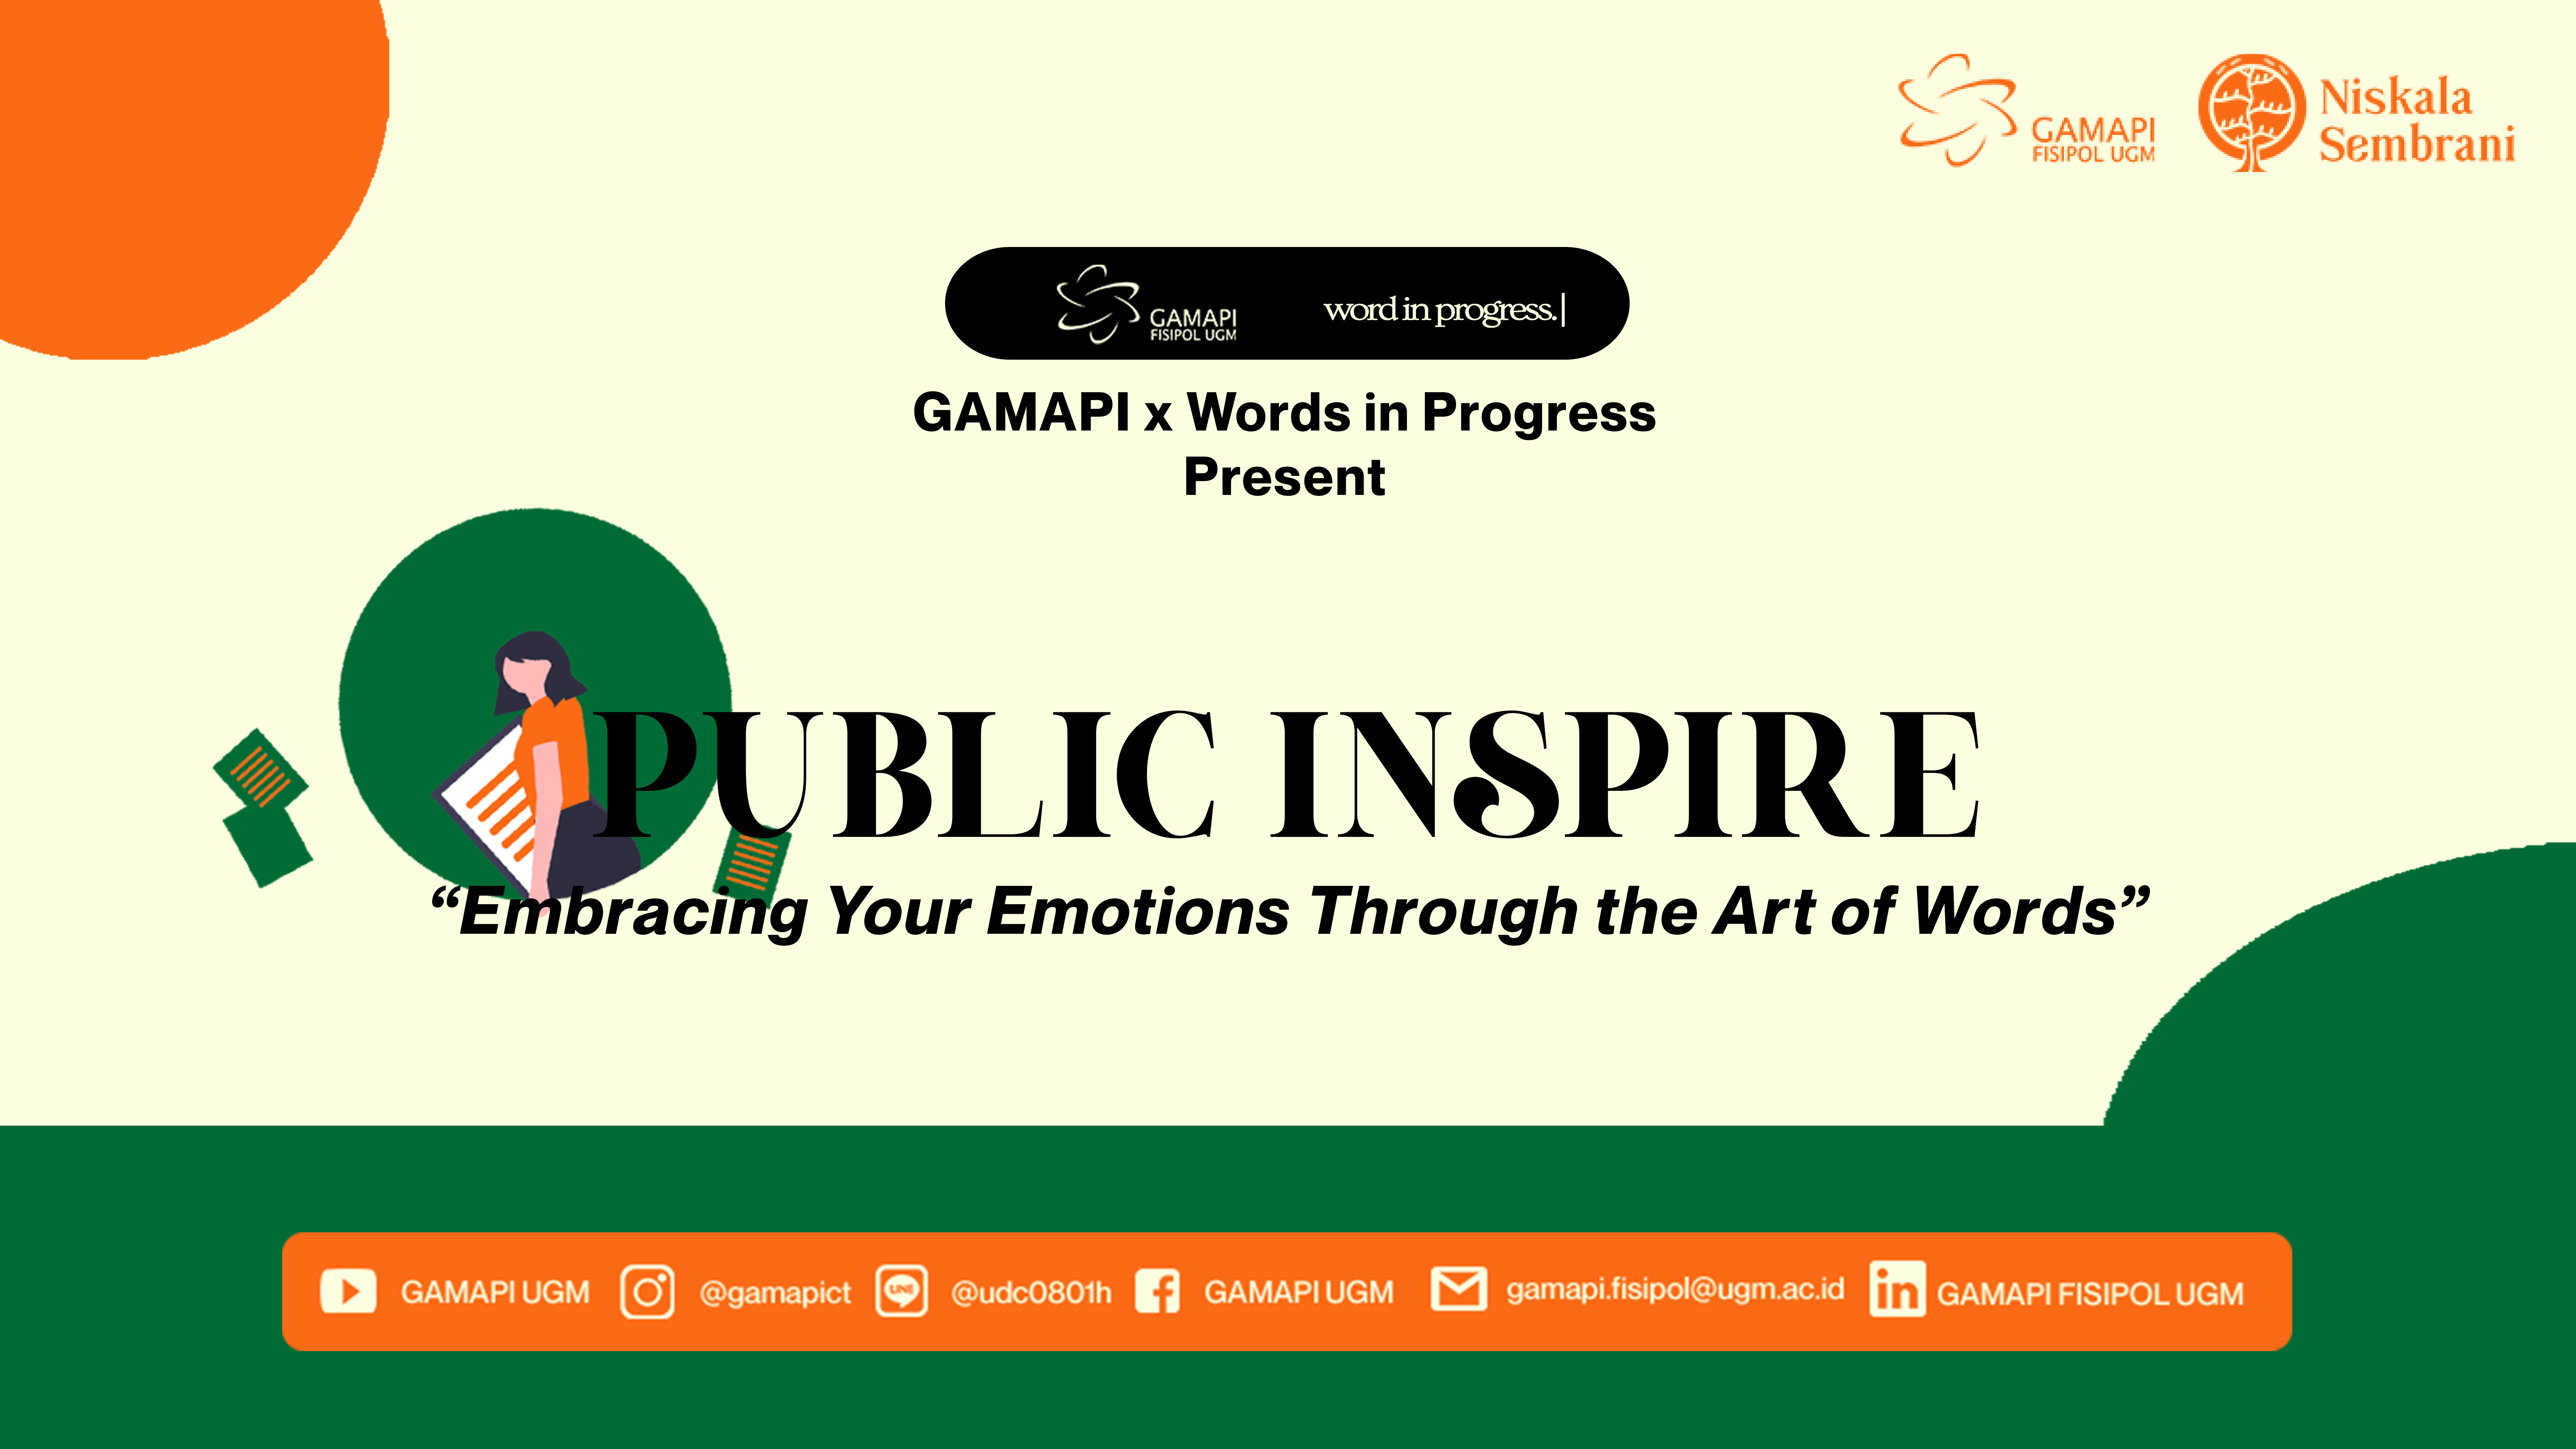 GAMAPI
FISIPOL UGM
Niskala
Sembrani
GAMAPI
FISIPOL UGM
word in progress.|
GAMAPI x Words in Progress
Present
PUBLIC INSPIRE
“Embracing Your Emotions Through the Art of Words”
GAMAPI UGM @gamapict LINE @udc0801h GAMAPI UGM gamapi.fisipol@ugm.ac.id in GAMAPI FISIPOL UGM